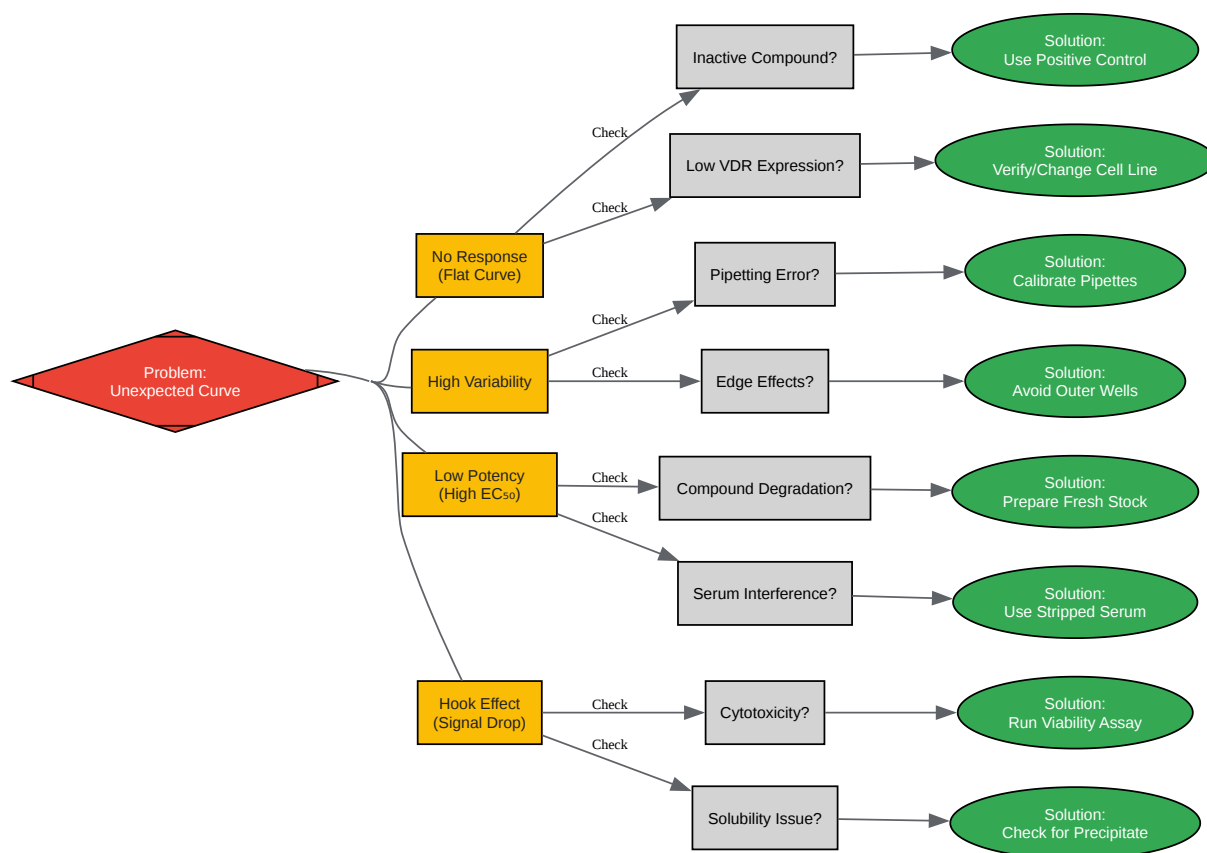 Problem:
Unexpected Curve
No Response
(Flat Curve)
Check
Inactive Compound?
Solution:
Use Positive Control
Check
Low VDR Expression?
Solution:
Verify/Change Cell Line
High Variability
Check
Pipetting Error?
Solution:
Calibrate Pipettes
Check
Edge Effects?
Solution:
Avoid Outer Wells
Low Potency
(High EC₅₀)
Check
Compound Degradation?
Solution:
Prepare Fresh Stock
Check
Serum Interference?
Solution:
Use Stripped Serum
Hook Effect
(Signal Drop)
Check
Cytotoxicity?
Solution:
Run Viability Assay
Check
Solubility Issue?
Solution:
Check for Precipitate